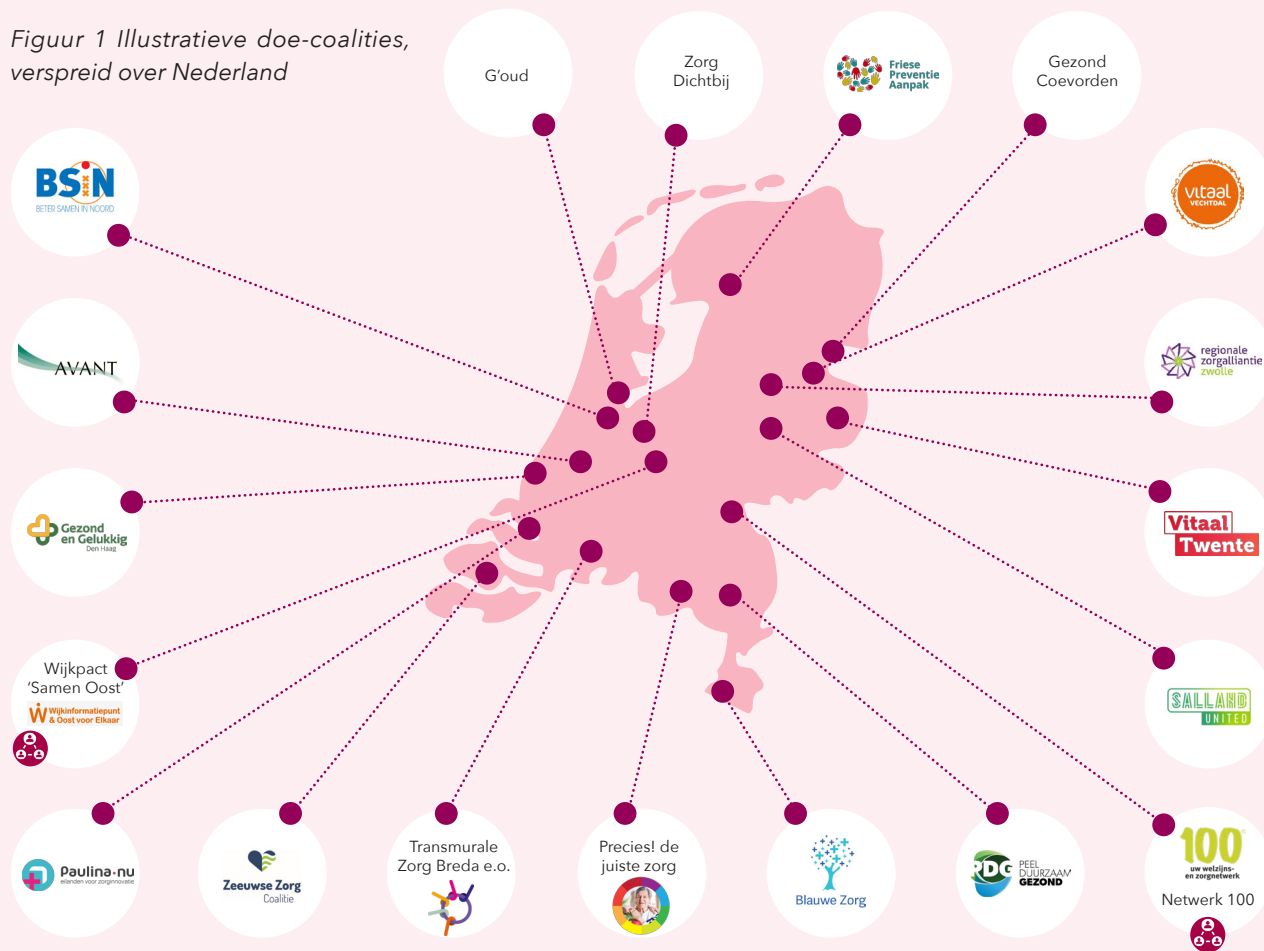 Figuur 1 Illustratieve doe-coalities,
verspreid over Nederland
G'oud
Zorg
Dichtbij
Friese
Preventie
Aanpak
Gezond
Coevorden
BSiN
BETER SAMEN IN NOORD
vitaal
VECHTDAL
AVANT
regionale
zorgalliantie
zwolle
Gezond
en Gelukkig
Den Haag
Vitaal
Twente
Wijkpact
'Samen Oost'
Wijkinformatiepunt
& Oost voor Elkaar
SALLAND
UNITED
Paulina.nu
eilanden voor zorginnovatie
Zeeuwse Zorg
Coalitie
Transmurale
Zorg Breda e.o.
Precies! de
juiste zorg
Blauwe Zorg
PDG
PEEL
DUURZAAM
GEZOND
100
uw welzijns-
en zorgnetwerk
Netwerk 100